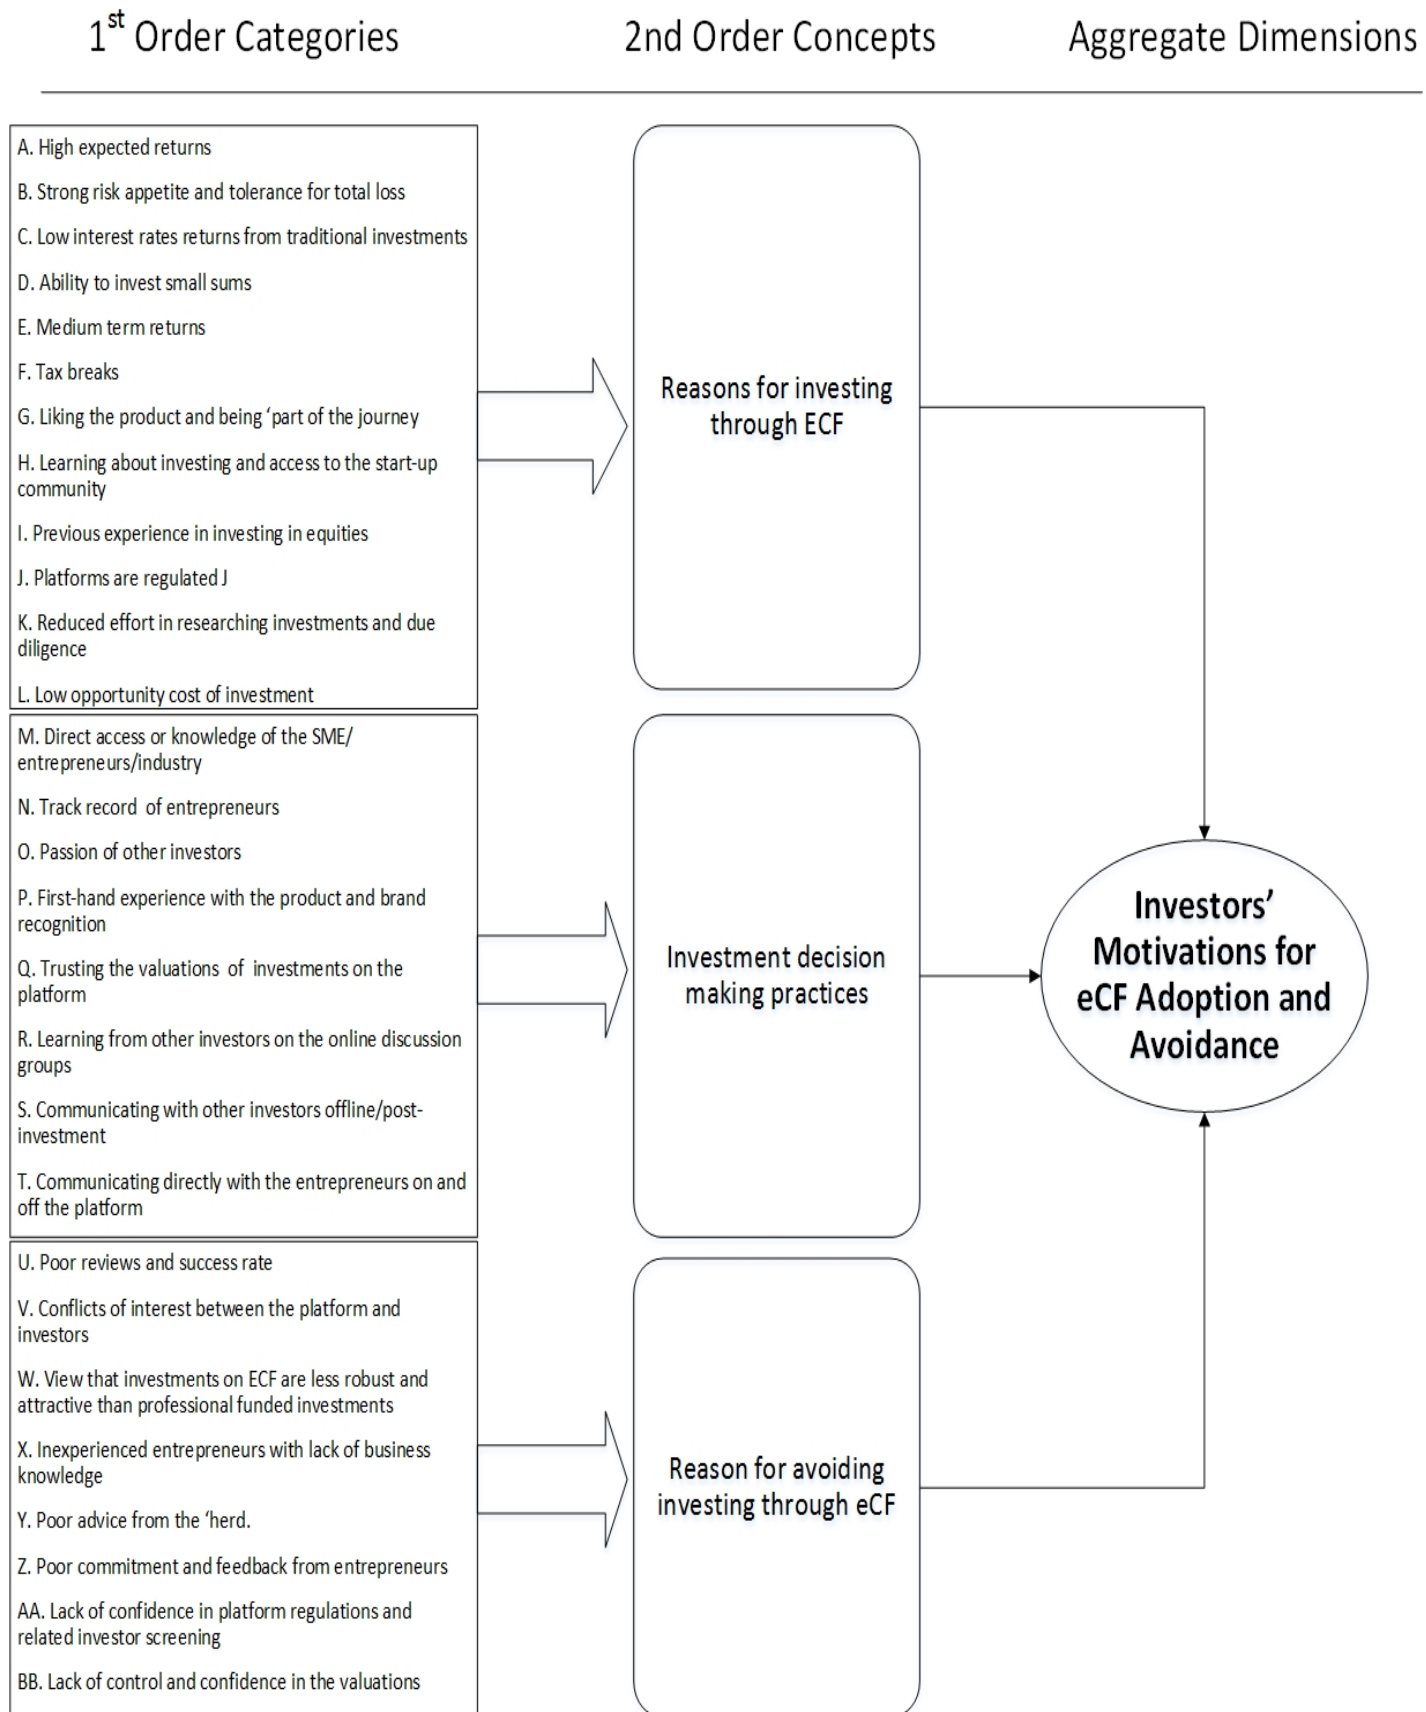 1st Order Categories
2nd Order Concepts
Aggregate Dimensions
A. High expected returns
B. Strong risk appetite and tolerance for total loss
C. Low interest rates returns from traditional investments
D. Ability to invest small sums
E. Medium term returns
F. Tax breaks
G. Liking the product and being ‘part of the journey
H. Learning about investing and access to the start-up
community
I. Previous experience in investing in equities
J. Platforms are regulated J
K. Reduced effort in researching investments and due
diligence
L. Low opportunity cost of investment
Reasons for investing
through ECF
M. Direct access or knowledge of the SME/
entrepreneurs/industry
N. Track record of entrepreneurs
O. Passion of other investors
P. First-hand experience with the product and brand
recognition
Q. Trusting the valuations of investments on the
platform
R. Learning from other investors on the online discussion
groups
S. Communicating with other investors offline/post-
investment
T. Communicating directly with the entrepreneurs on and
off the platform
Investment decision
making practices
U. Poor reviews and success rate
V. Conflicts of interest between the platform and
investors
W. View that investments on ECF are less robust and
attractive than professional funded investments
X. Inexperienced entrepreneurs with lack of business
knowledge
Y. Poor advice from the ‘herd.
Z. Poor commitment and feedback from entrepreneurs
AA. Lack of confidence in platform regulations and
related investor screening
BB. Lack of control and confidence in the valuations
Reason for avoiding
investing through eCF
Investors’
Motivations for
eCF Adoption and
Avoidance